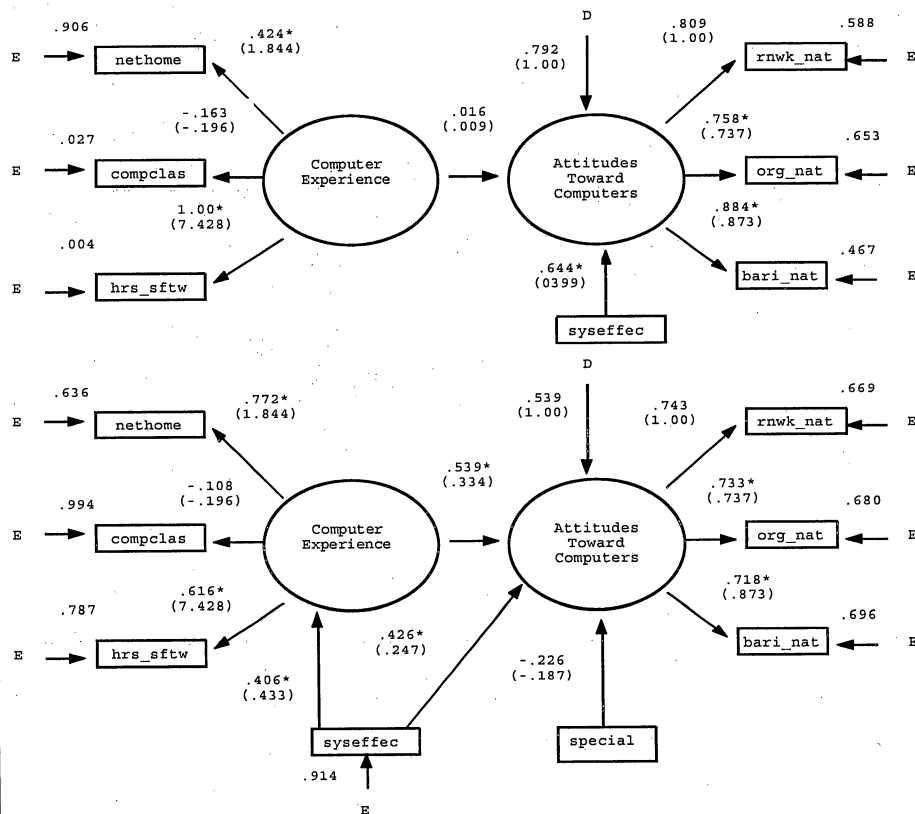 .906
E
nethome
.424*
(1.844)
D
.792
(1.00)
.809
(1.00)
.588
rnwk_nat
E
-.163
(-.196)
.027
E
compclas
Computer
Experience
.016
(.009)
Attitudes
Toward
Computers
.758*
(.737)
.653
org_nat
E
1.00*
(7.428)
.004
E
hrs_sftw
.884*
(.873)
.467
bari_nat
E
.644*
(0399)
syseffec
D
.636
E
nethome
.772*
(1.844)
.539
(1.00)
.743
(1.00)
.669
rnwk_nat
E
-.108
(-.196)
.994
E
compclas
Computer
Experience
.539*
(.334)
Attitudes
Toward
Computers
.733*
(.737)
.680
org_nat
E
.616*
(7.428)
.787
E
hrs_sftw
.718*
(.873)
.696
bari_nat
E
.406*
(.433)
.426*
(.247)
-.226
(-.187)
syseffec
special
.914
E